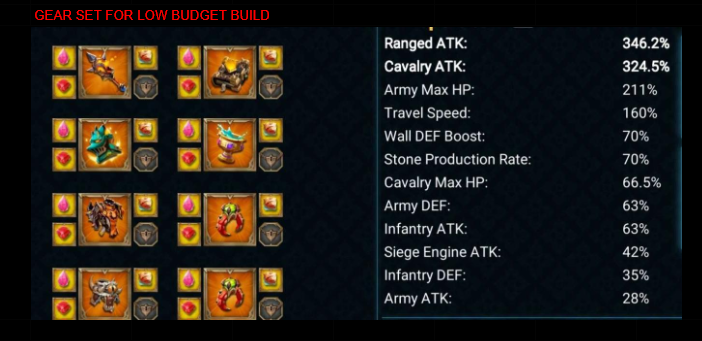 GEAR SET FOR LOW BUDGET BUILD
Ranged ATK: 346.2%
Cavalry ATK: 324.5%
Army Max HP: 211%
Travel Speed: 160%
Wall DEF Boost: 70%
Stone Production Rate: 70%
Cavalry Max HP: 66.5%
Army DEF: 63%
Infantry ATK: 63%
Siege Engine ATK: 42%
Infantry DEF: 35%
Army ATK: 28%